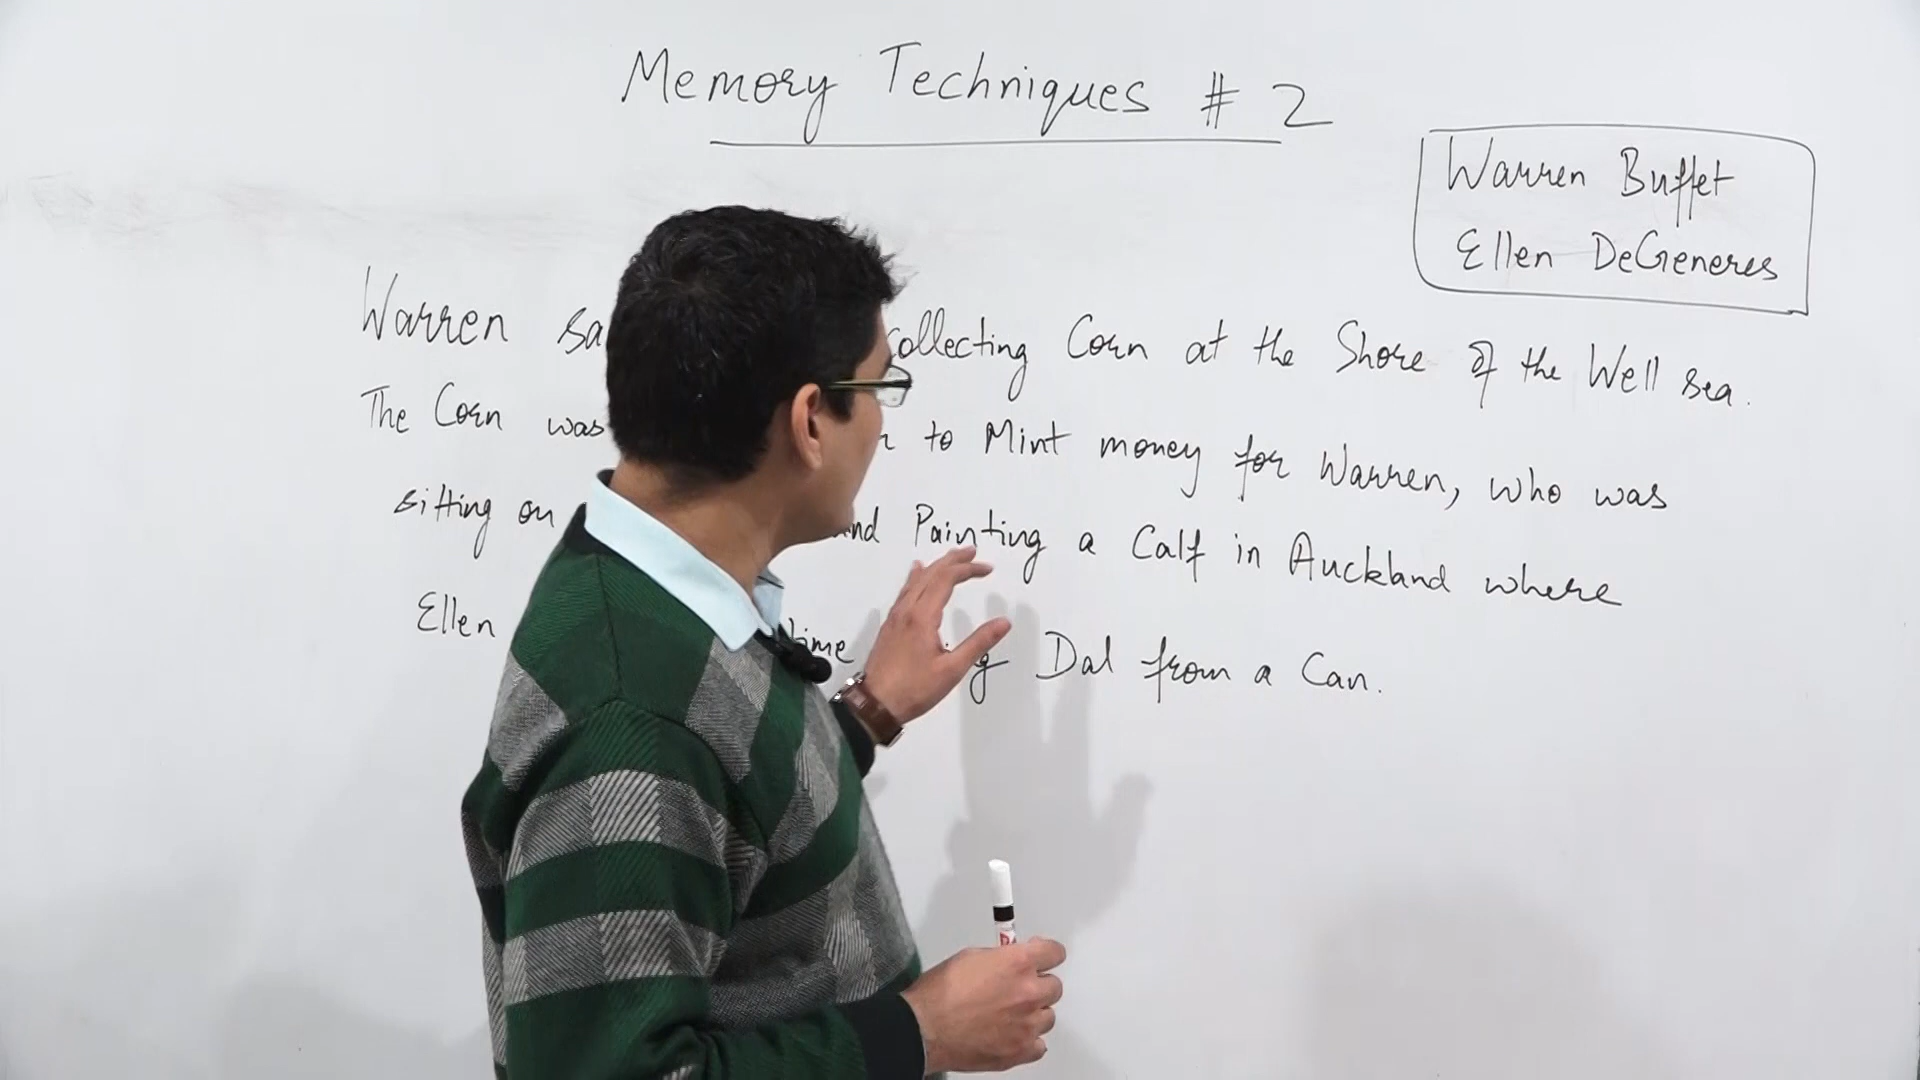 Memory Techniques # 2
Warren Buffet
Ellen DeGeneres
Warren collecting Corn at the Shore of the Well sea.
The Corn was to Mint money for Warren, who was
sitting on and Painting a Calf in Auckland where
Ellen time Dal from a Can.